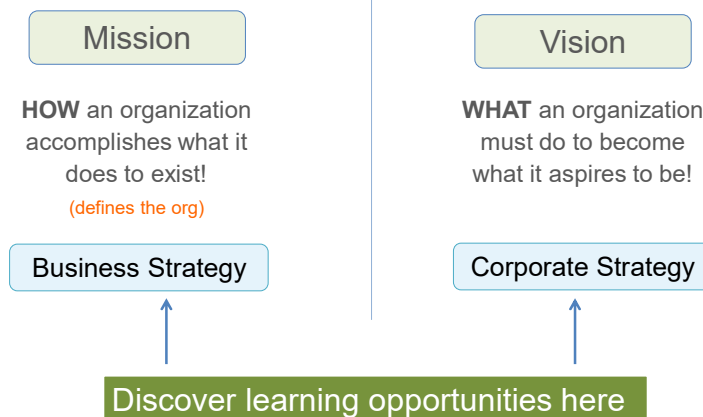 Mission
HOW an organization
accomplishes what it
does to exist!
(defines the org)
Business Strategy
Vision
WHAT an organization
must do to become
what it aspires to be!
Corporate Strategy
Discover learning opportunities here